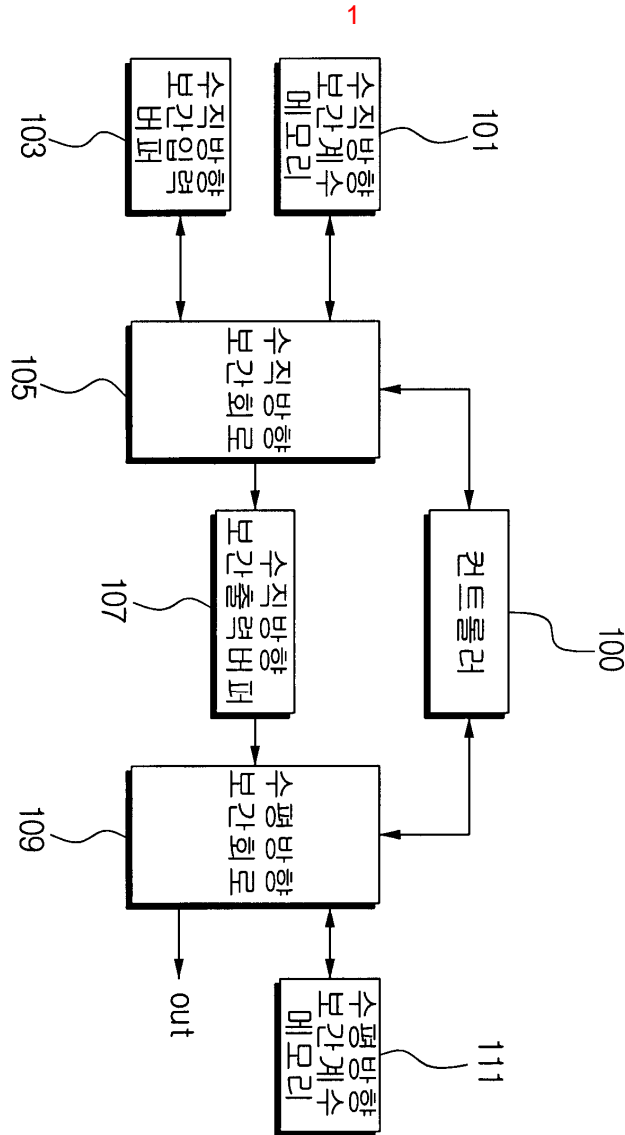 1
100
컨트롤러
101
수직방향
보간계수
메모리
103
수직방향
보간입력
버퍼
105
수직방향
보간회로
107
수직방향
보간출력버퍼
109
수평방향
보간회로
111
수평방향
보간계수
메모리
out